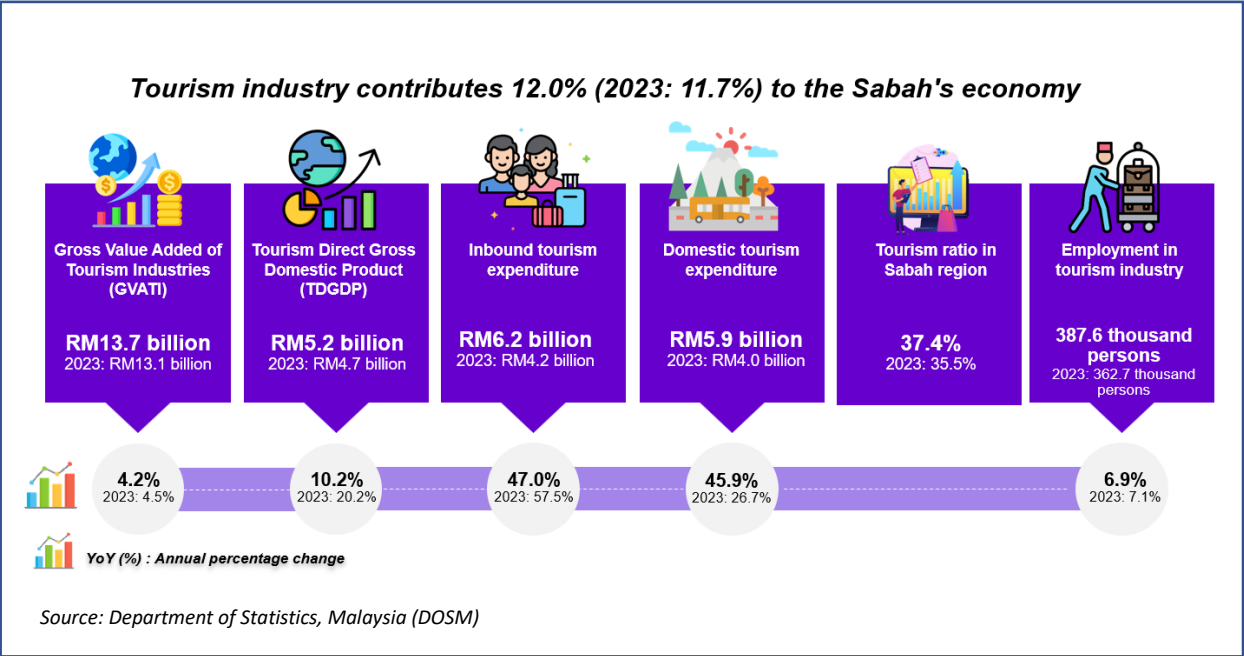 Tourism industry contributes 12.0% (2023: 11.7%) to the Sabah's economy
Gross Value Added of
Tourism Industries
(GVATI)
RM13.7 billion
2023: RM13.1 billion
Tourism Direct Gross
Domestic Product
(TDGDP)
RM5.2 billion
2023: RM4.7 billion
Inbound tourism
expenditure
RM6.2 billion
2023: RM4.2 billion
Domestic tourism
expenditure
RM5.9 billion
2023: RM4.0 billion
Tourism ratio in
Sabah region
37.4%
2023: 35.5%
Employment in
tourism industry
387.6 thousand
persons
2023: 362.7 thousand
persons
4.2%
2023: 4.5%
10.2%
2023: 20.2%
47.0%
2023: 57.5%
45.9%
2023: 26.7%
6.9%
2023: 7.1%
YoY (%) : Annual percentage change
Source: Department of Statistics, Malaysia (DOSM)